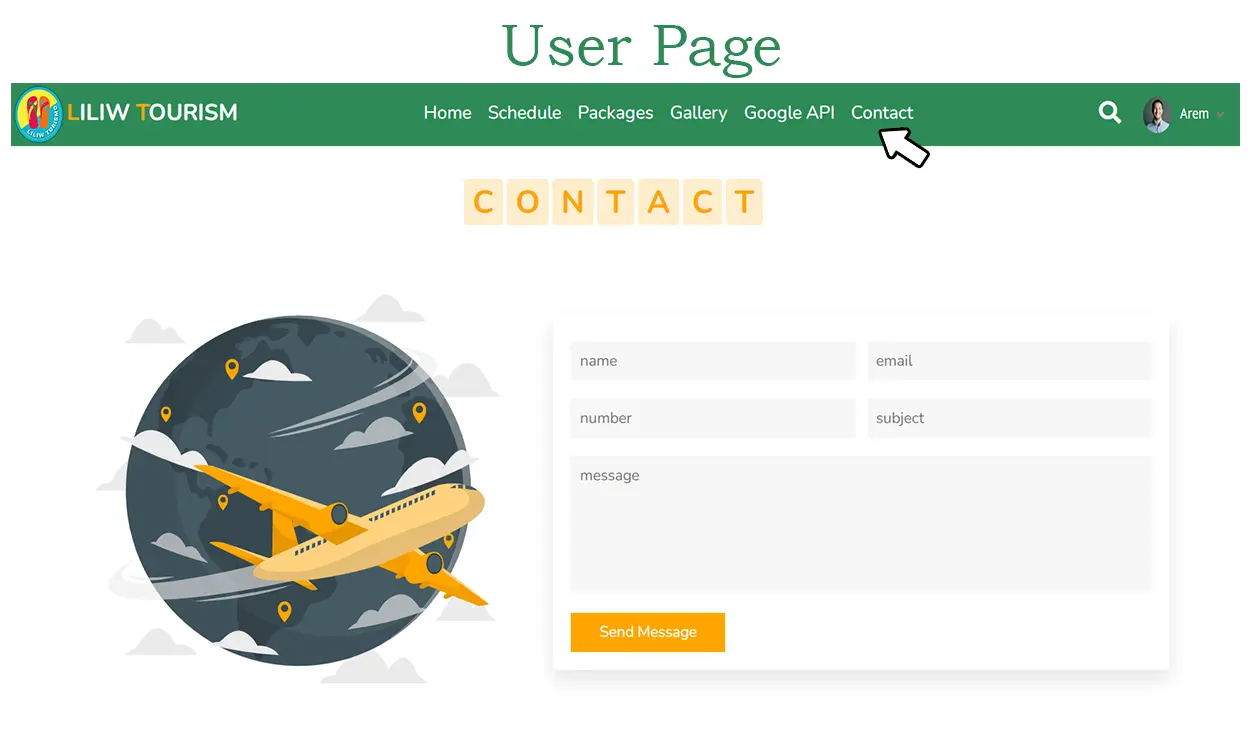 User Page
LILIW TOURISM Home Schedule Packages Gallery Google API Contact Arem
CONTACT
name email
number subject
message
Send Message